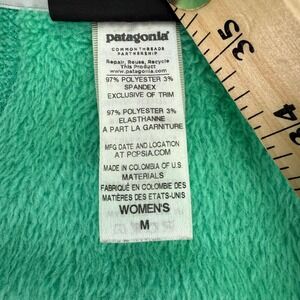 patagonia
COMMON THREADS
PARTNERSHIP
Repair, Reuse, Recycle
This Product
www.patagonia.com
97% POLYESTER 3%
SPANDEX
EXCLUSIVE OF TRIM
97% POLYESTER 3%
ELASTHANNE
A PART LA GARNITURE
MFG DATE AND LOCATION
AT PCPSIA.COM
MADE IN COLOMBIA OF U.S.
MATERIALS
FABRIQUÉ EN COLOMBIE DES
MATIÈRES DES ETATS-UNIS
WOMEN'S
M
35
34